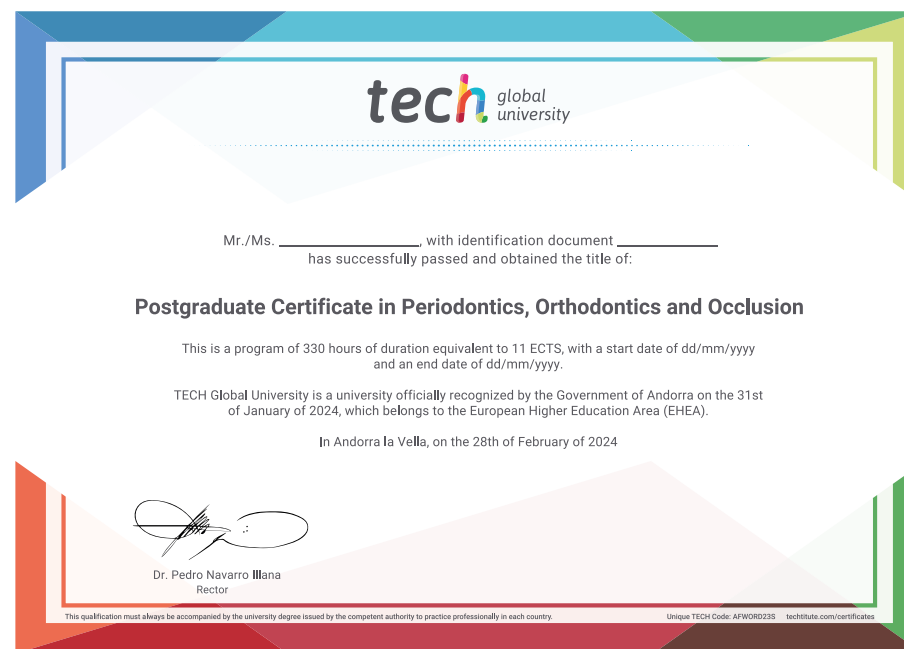 tech global university
Mr./Ms. ____________________, with identification document ______________
has successfully passed and obtained the title of:
Postgraduate Certificate in Periodontics, Orthodontics and Occlusion
This is a program of 330 hours of duration equivalent to 11 ECTS, with a start date of dd/mm/yyyy
and an end date of dd/mm/yyyy.
TECH Global University is a university officially recognized by the Government of Andorra on the 31st
of January of 2024, which belongs to the European Higher Education Area (EHEA).
In Andorra la Vella, on the 28th of February of 2024
Dr. Pedro Navarro Illana
Rector
This qualification must always be accompanied by the university degree issued by the competent authority to practice professionally in each country.
Unique TECH Code: AFWORD23S techtitute.com/certificates